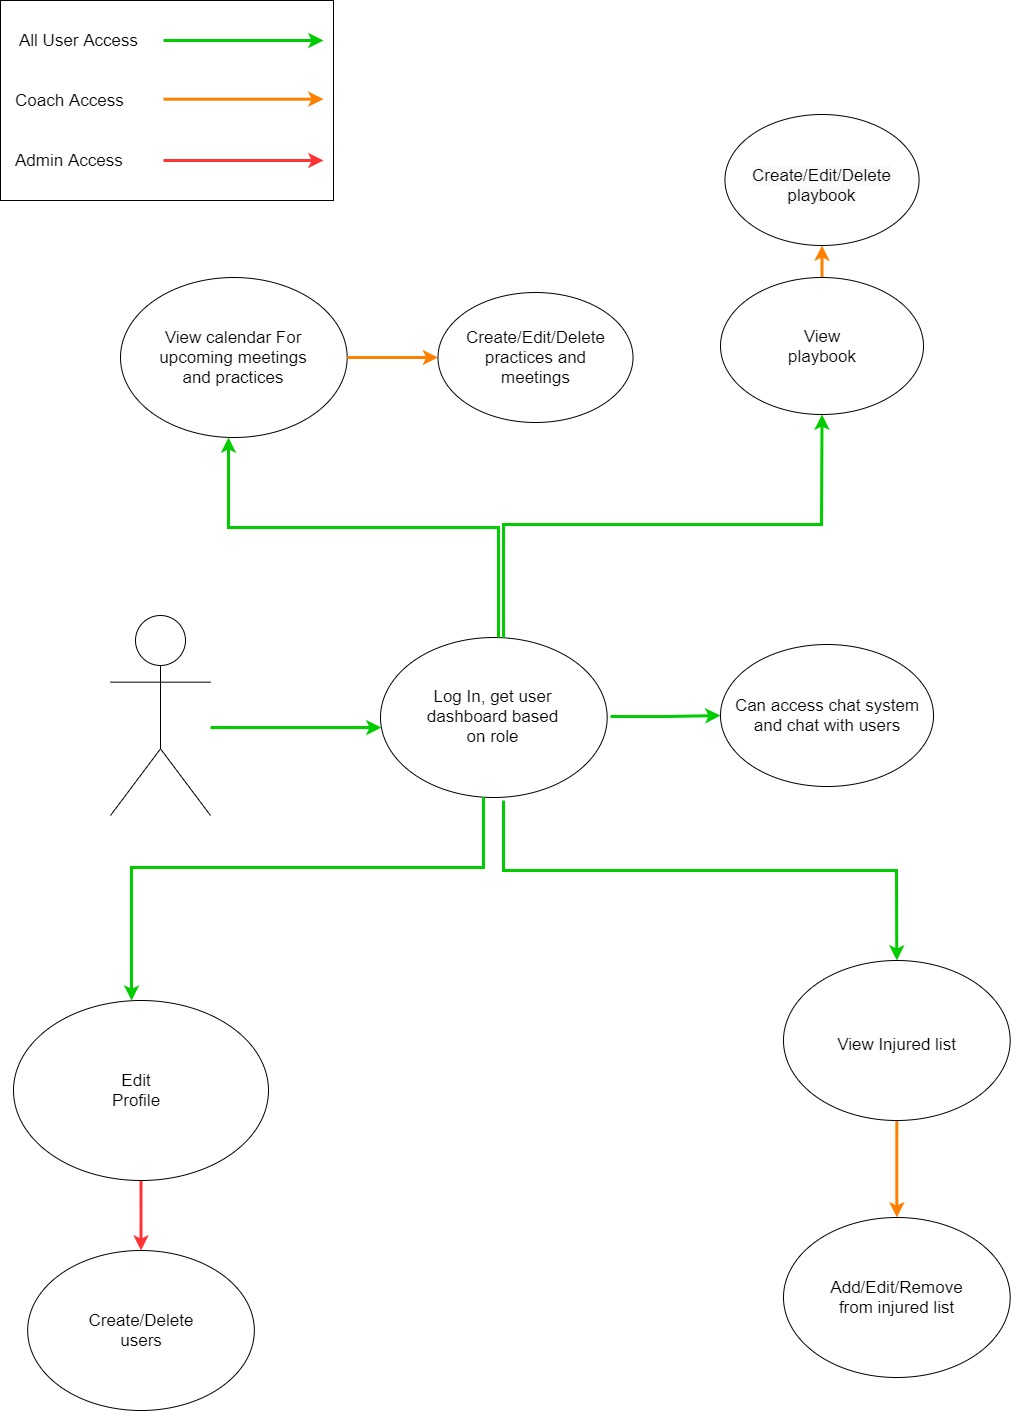 All User Access
Coach Access
Admin Access
Create/Edit/Delete
playbook
View calendar For
upcoming meetings
and practices
Create/Edit/Delete
practices and
meetings
View
playbook
Log In, get user
dashboard based
on role
Can access chat system
and chat with users
Edit
Profile
View Injured list
Create/Delete
users
Add/Edit/Remove
from injured list